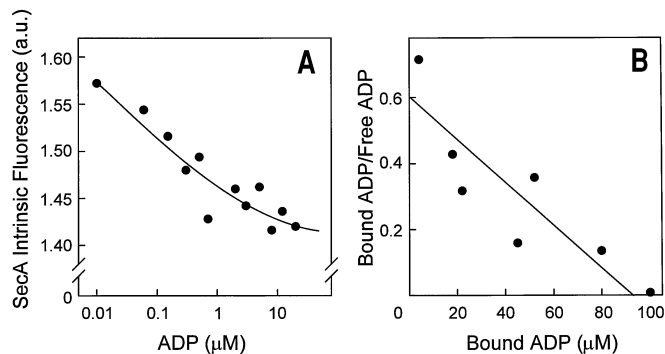 A
SecA Intrinsic Fluorescence (a.u.)
1.60
1.55
1.50
1.45
1.40
0
0.01 0.1 1 10
ADP (μM)
B
Bound ADP/Free ADP
0.6
0.4
0.2
0 20 40 60 80 100
Bound ADP (μM)